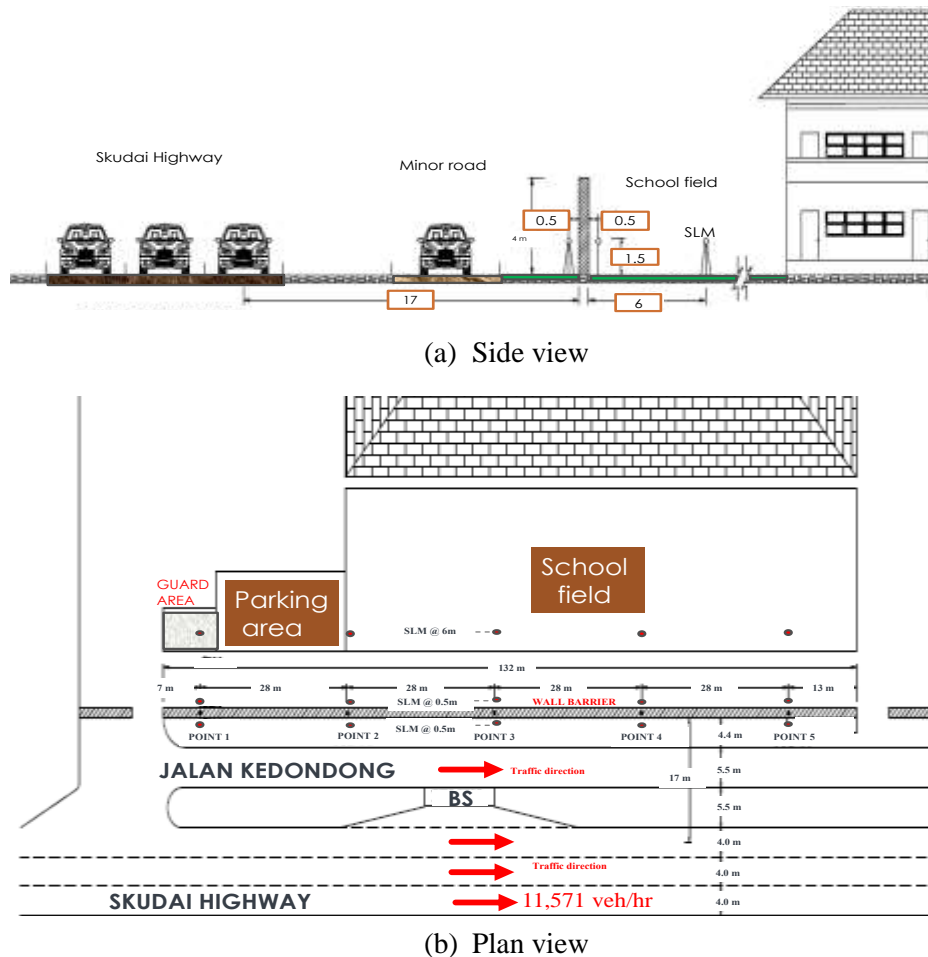 Skudai Highway
Minor road
School field
0.5
0.5
4 m
SLM
1.5
17
6
(a) Side view
GUARD
AREA
Parking
area
School
field
SLM @ 6m
132 m
7 m
28 m
28 m
28 m
28 m
13 m
SLM @ 0.5m
WALL BARRIER
POINT 1
POINT 2
SLM @ 0.5m
POINT 3
POINT 4
POINT 5
4.4 m
JALAN KEDONDONG
Traffic direction
17 m
5.5 m
BS
5.5 m
4.0 m
Traffic direction
4.0 m
SKUDAI HIGHWAY
11,571 veh/hr
4.0 m
(b) Plan view